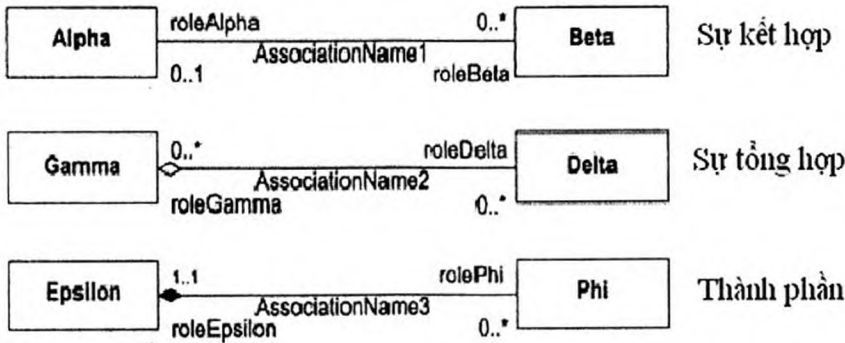 roleAlpha 0..*
Alpha Beta Sự kết hợp
AssociationName1
0..1 roleBeta
0..* roleDelta
Gamma Delta Sự tổng hợp
AssociationName2
roleGamma 0..*
1..1 rolePhi
Epsilon Phi Thành phần
AssociationName3
roleEpsilon 0..*